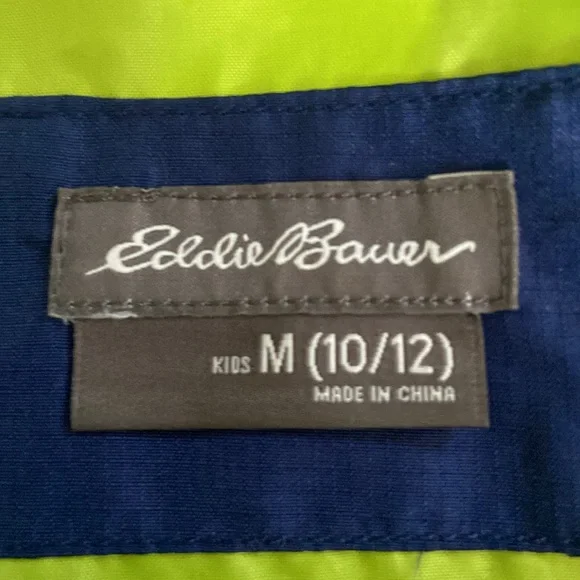 Eddie Bauer
KIDS M (10/12)
MADE IN CHINA